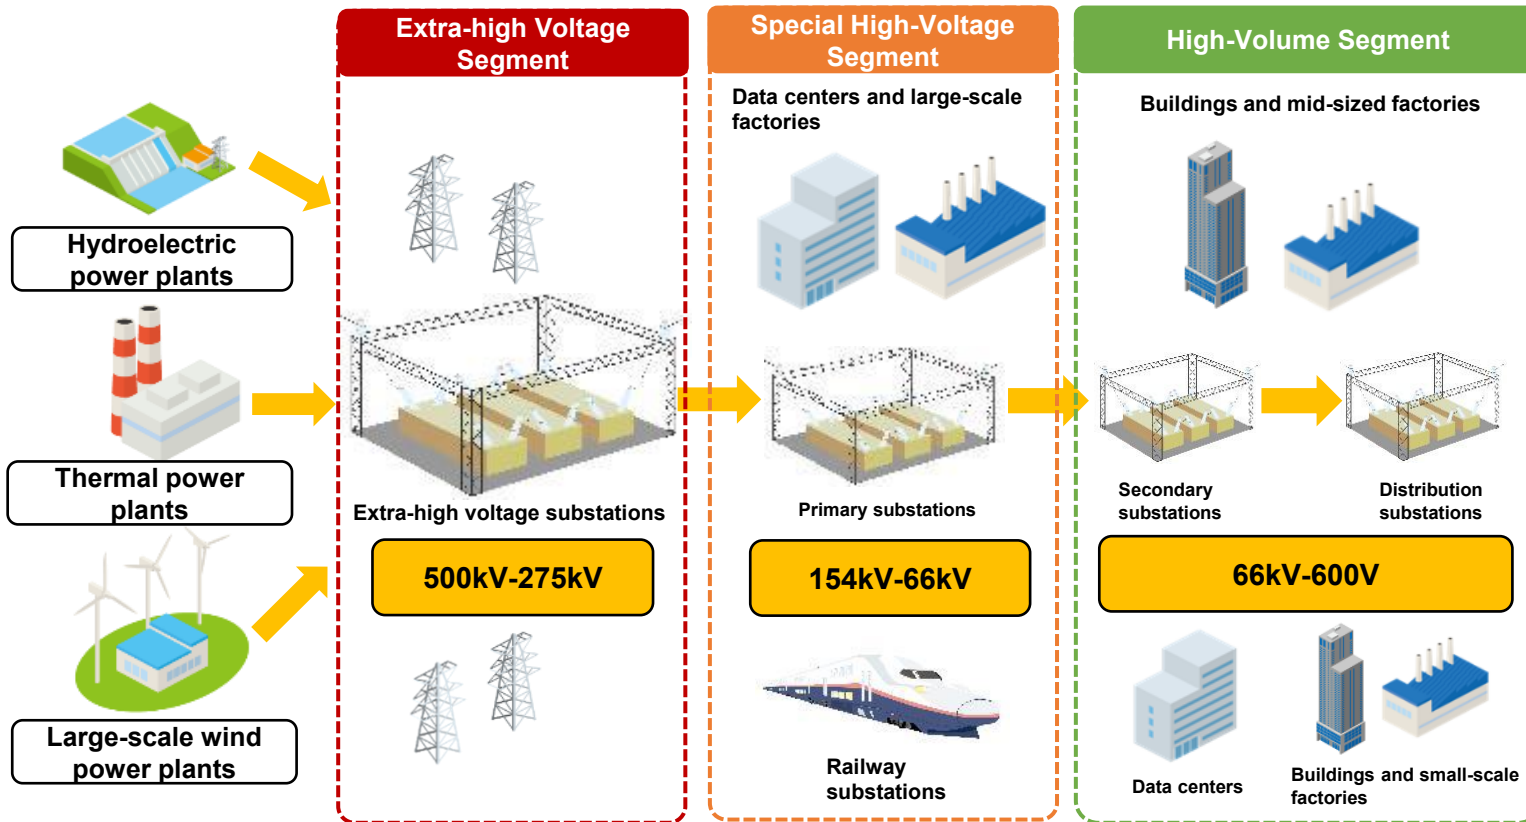 Extra-high Voltage
Segment
Special High-Voltage
Segment
High-Volume Segment
Data centers and large-scale
factories
Buildings and mid-sized factories
Hydroelectric
power plants
Thermal power
plants
Large-scale wind
power plants
Extra-high voltage substations
Primary substations
Secondary
substations
Distribution
substations
500kV-275kV
154kV-66kV
66kV-600V
Railway
substations
Data centers
Buildings and small-scale
factories